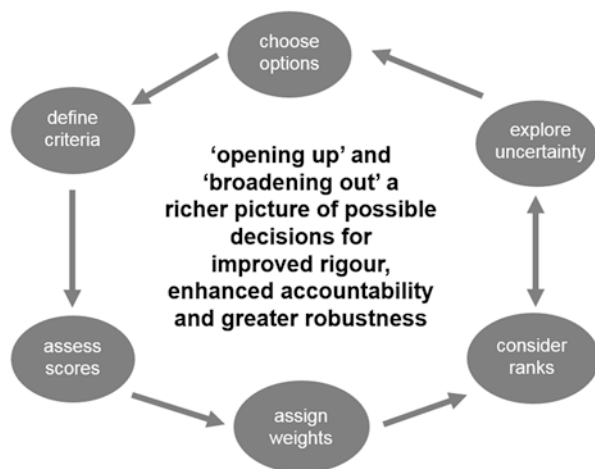 choose
options
define
criteria
explore
uncertainty
‘opening up’ and
‘broadening out’ a
richer picture of possible
decisions for
improved rigour,
enhanced accountability
and greater robustness
assess
scores
consider
ranks
assign
weights